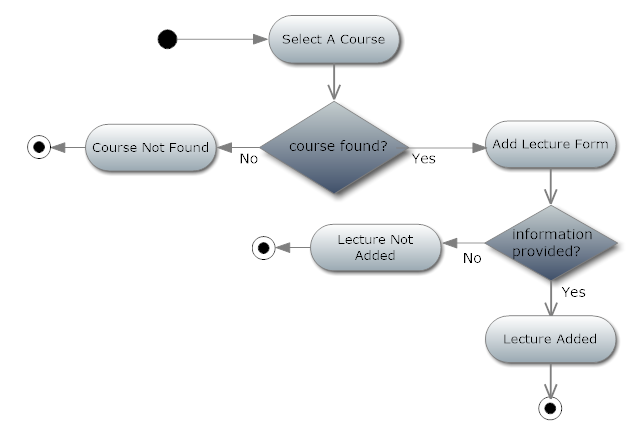 Select A Course
Course Not Found
No
course found?
Yes
Add Lecture Form
Lecture Not
Added
No
information
provided?
Yes
Lecture Added